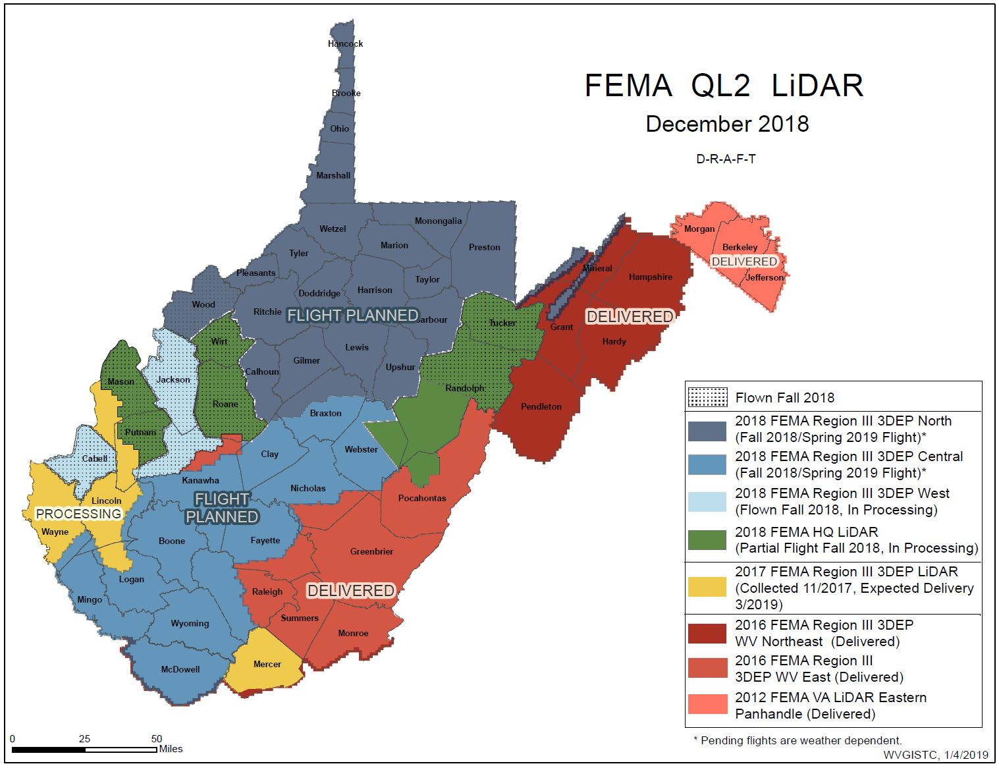 FEMA QL2 LiDAR
December 2018
D-R-A-F-T
Hancock
Brooke
Ohio
Marshall
Wetzel
Monongalia
Marion
Preston
Tyler
Pleasants
Taylor
Doddridge
Harrison
Wood
Ritchie
FLIGHT PLANNED
arbour
Lewis
Gilmer
Upshur
Calhoun
Morgan
Berkeley
DELIVERED
Jefferson
Mineral
Hampshire
DELIVERED
Grant
Hardy
Pendleton
Tucker
Randolph
Wirt
Mason
Jackson
Roane
Putnam
Cabell
Braxton
Clay
Webster
Kanawha
Nicholas
FLIGHT
PLANNED
Pocahontas
Lincoln
PROCESSING
Wayne
Boone
Fayette
Greenbrier
Logan
Raleigh
DELIVERED
Mingo
Wyoming
Summers
Monroe
McDowell
Mercer
Flown Fall 2018
2018 FEMA Region III 3DEP North
(Fall 2018/Spring 2019 Flight)*
2018 FEMA Region III 3DEP Central
(Fall 2018/Spring 2019 Flight)*
2018 FEMA Region III 3DEP West
(Flown Fall 2018, In Processing)
2018 FEMA HQ LiDAR
(Partial Flight Fall 2018, In Processing)
2017 FEMA Region III 3DEP LiDAR
(Collected 11/2017, Expected Delivery
3/2019)
2016 FEMA Region III 3DEP
WV Northeast (Delivered)
2016 FEMA Region III
3DEP WV East (Delivered)
2012 FEMA VA LiDAR Eastern
Panhandle (Delivered)
0 25 50
Miles
* Pending flights are weather dependent.
WVGISTC, 1/4/2019